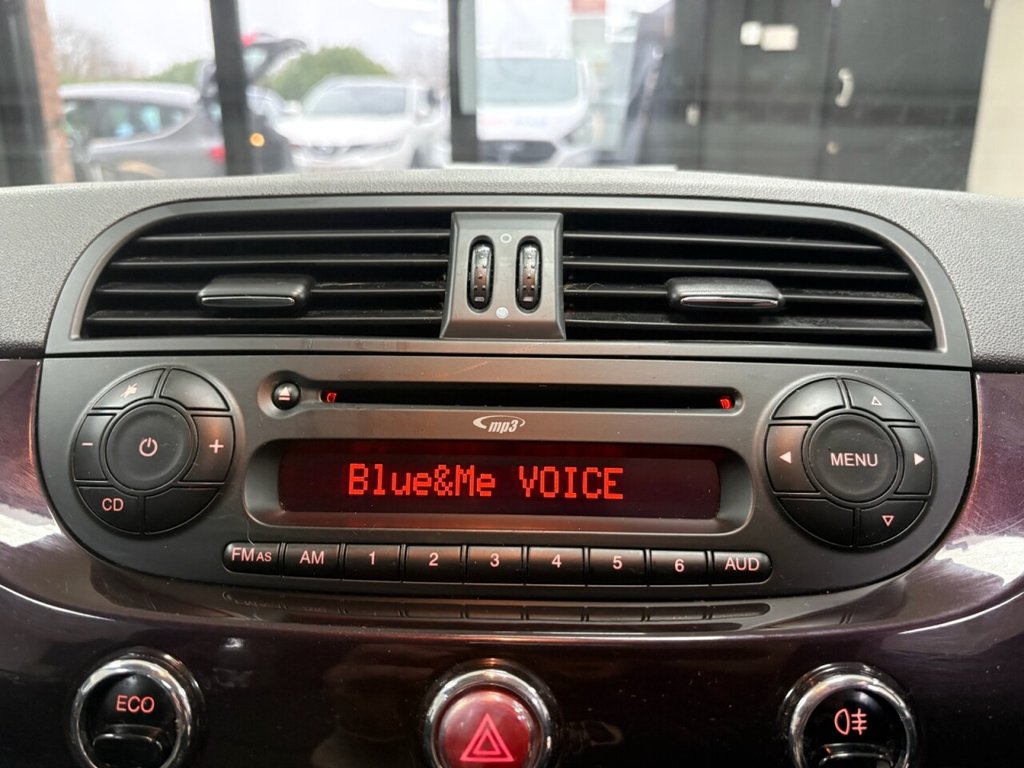 mp3
Blue&Me VOICE
− +
CD
MENU
FM AS AM 1 2 3 4 5 6 AUD
ECO